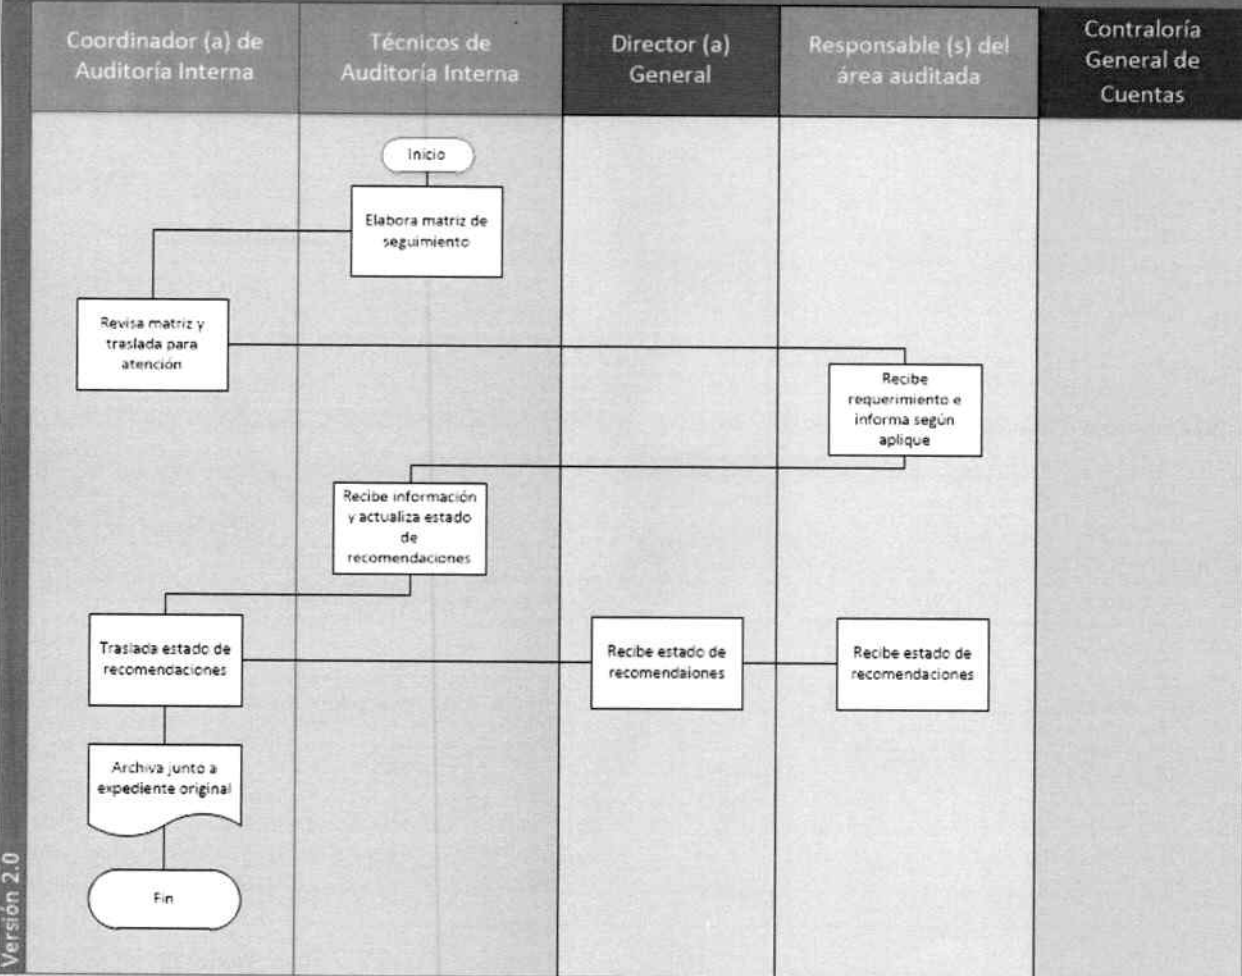 Coordinador (a) de
Auditoría Interna
Técnicos de
Auditoría Interna
Director (a)
General
Responsable (s) del
área auditada
Contraloría
General de
Cuentas
Inicio
Elabora matriz de
seguimiento
Revisa matriz y
traslada para
atención
Recibe
requerimiento e
informa según
aplique
Recibe información
y actualiza estado
de
recomendaciones
Traslada estado de
recomendaciones
Recibe estado de
recomendaiones
Recibe estado de
recomendaciones
Archiva junto a
expediente original
Fin
Versión 2.0